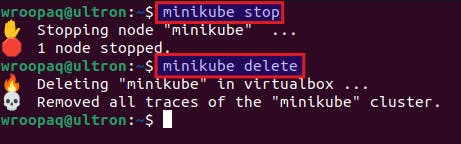 wroopaq@ultron:~$ minikube stop
✋ Stopping node "minikube" ...
🛑 1 node stopped.
wroopaq@ultron:~$ minikube delete
🔥 Deleting "minikube" in virtualbox ...
💀 Removed all traces of the "minikube" cluster.
wroopaq@ultron:~$